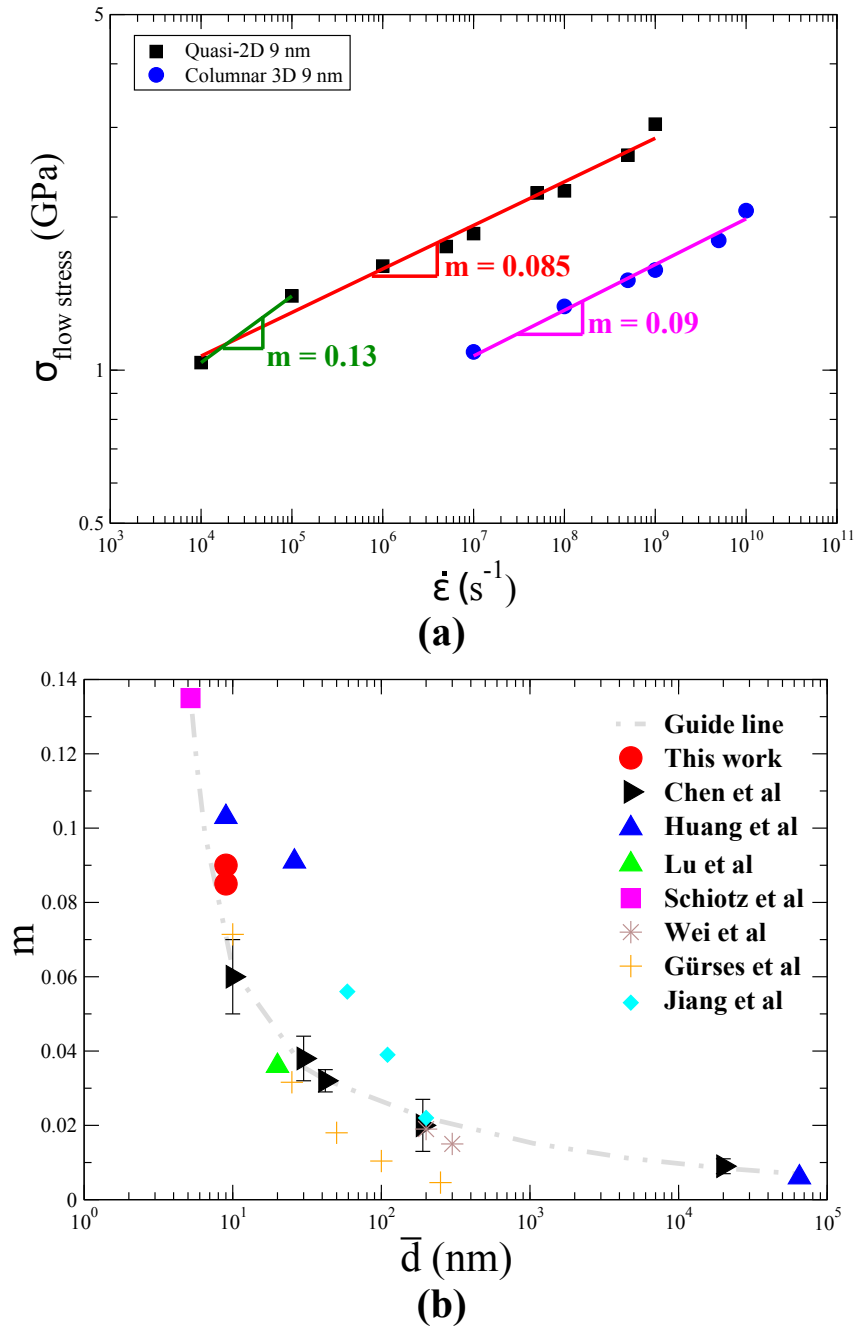 5
Quasi-2D 9 nm
Columnar 3D 9 nm
σflow stress (GPa)
2
m = 0.085
m = 0.09
m = 0.13
1
0.5
10^3 10^4 10^5 10^6 10^7 10^8 10^9 10^10 10^11
ε̇ (s^-1)
(a)
0.14
Guide line
This work
0.12
Chen et al
Huang et al
0.1
Lu et al
Schiotz et al
0.08
Wei et al
m
Gürses et al
Jiang et al
0.06
0.04
0.02
0
10^0 10^1 10^2 10^3 10^4 10^5
d̅ (nm)
(b)